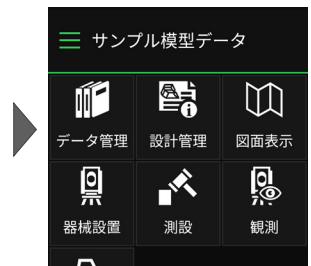 サンプル模型データ
データ管理
設計管理
図面表示
器械設置
測設
観測